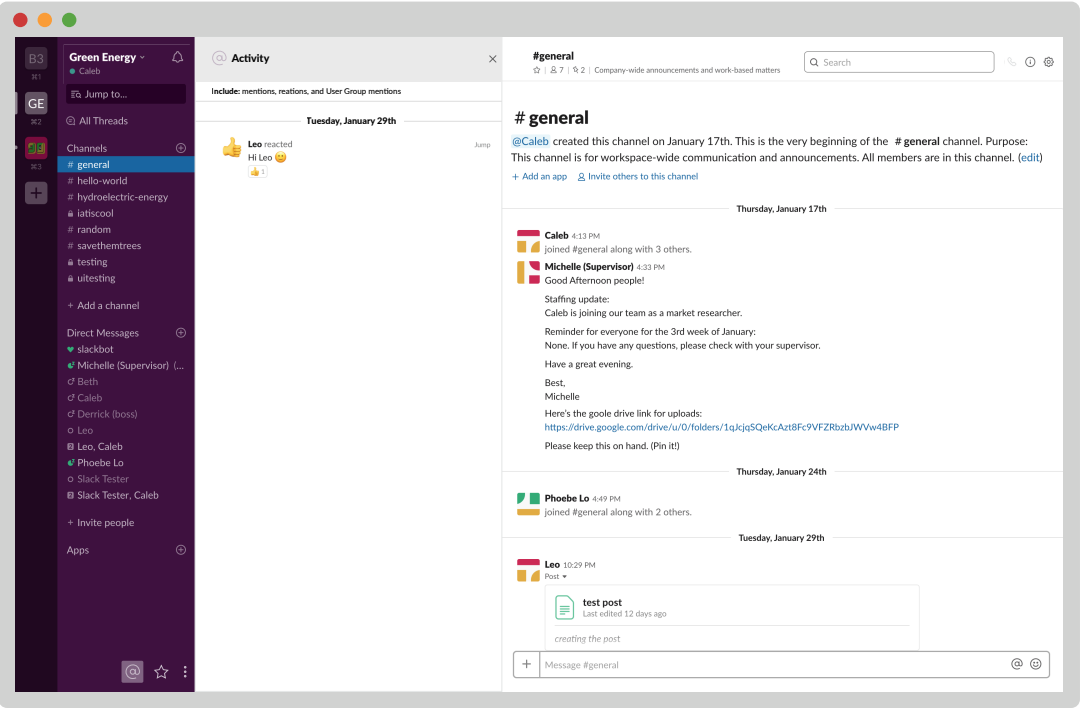 B3
⌘1
GE
⌘2
⌘3
+
Green Energy
Caleb
Jump to...
All Threads
Channels
# general
# hello-world
# hydroelectric-energy
iatiscool
# random
# savethemtrees
testing
uitesting
+ Add a channel
Direct Messages
slackbot
Michelle (Supervisor) (...
Beth
Caleb
Derrick (boss)
Leo
2 Leo, Caleb
Phoebe Lo
Slack Tester
2 Slack Tester, Caleb
+ Invite people
Apps
@
@ Activity
Include: mentions, reations, and User Group mentions
Tuesday, January 29th
Leo reacted
Jump
Hi Leo
1
#general
7 | 2 | Company-wide announcements and work-based matters
Search
# general
@Caleb created this channel on January 17th. This is the very beginning of the # general channel. Purpose:
This channel is for workspace-wide communication and announcements. All members are in this channel. (edit)
+ Add an app Invite others to this channel
Thursday, January 17th
Caleb 4:13 PM
joined #general along with 3 others.
Michelle (Supervisor) 4:33 PM
Good Afternoon people!
Staffing update:
Caleb is joining our team as a market researcher.
Reminder for everyone for the 3rd week of January:
None. If you have any questions, please check with your supervisor.
Have a great evening.
Best,
Michelle
Here's the goole drive link for uploads:
https://drive.google.com/drive/u/0/folders/1qJcjqSQeKcAzt8Fc9VFZRbzbJWVw4BFP
Please keep this on hand. (Pin it!)
Thursday, January 24th
Phoebe Lo 4:49 PM
joined #general along with 2 others.
Tuesday, January 29th
Leo 10:29 PM
Post
test post
Last edited 12 days ago
creating the post
+ Message #general @